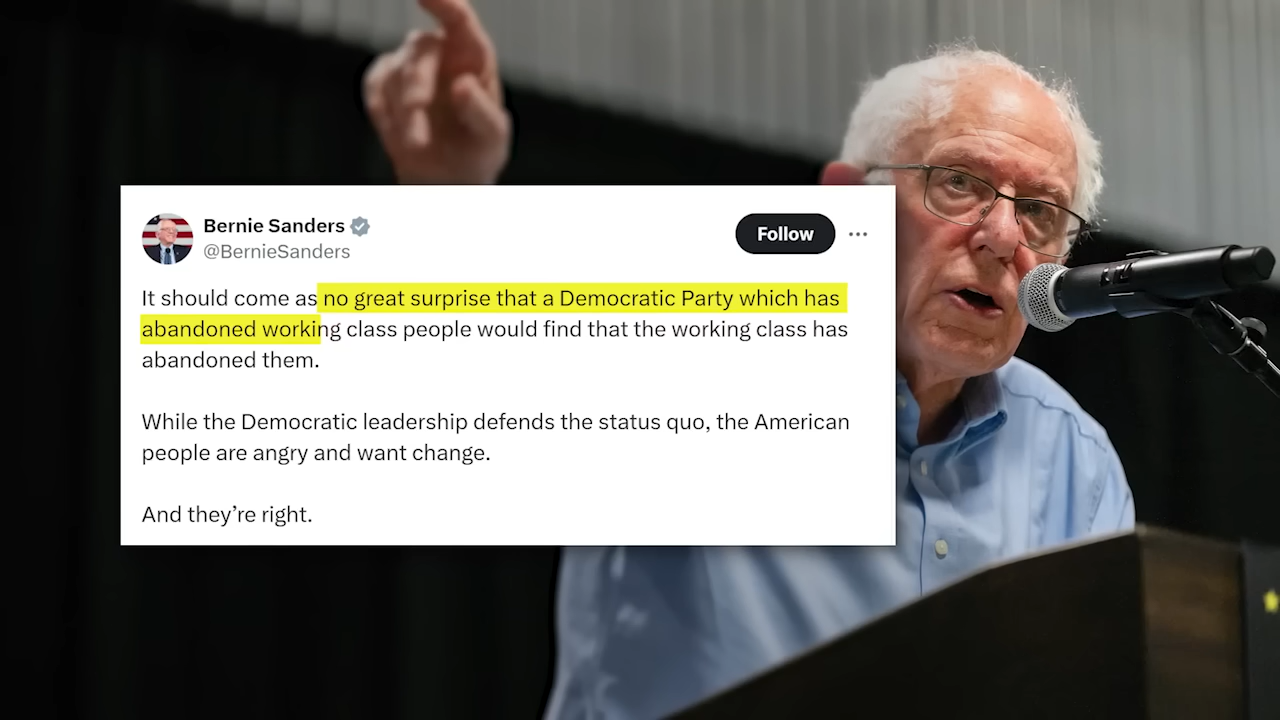 Bernie Sanders
@BernieSanders
Follow
It should come as no great surprise that a Democratic Party which has
abandoned working class people would find that the working class has
abandoned them.
While the Democratic leadership defends the status quo, the American
people are angry and want change.
And they’re right.